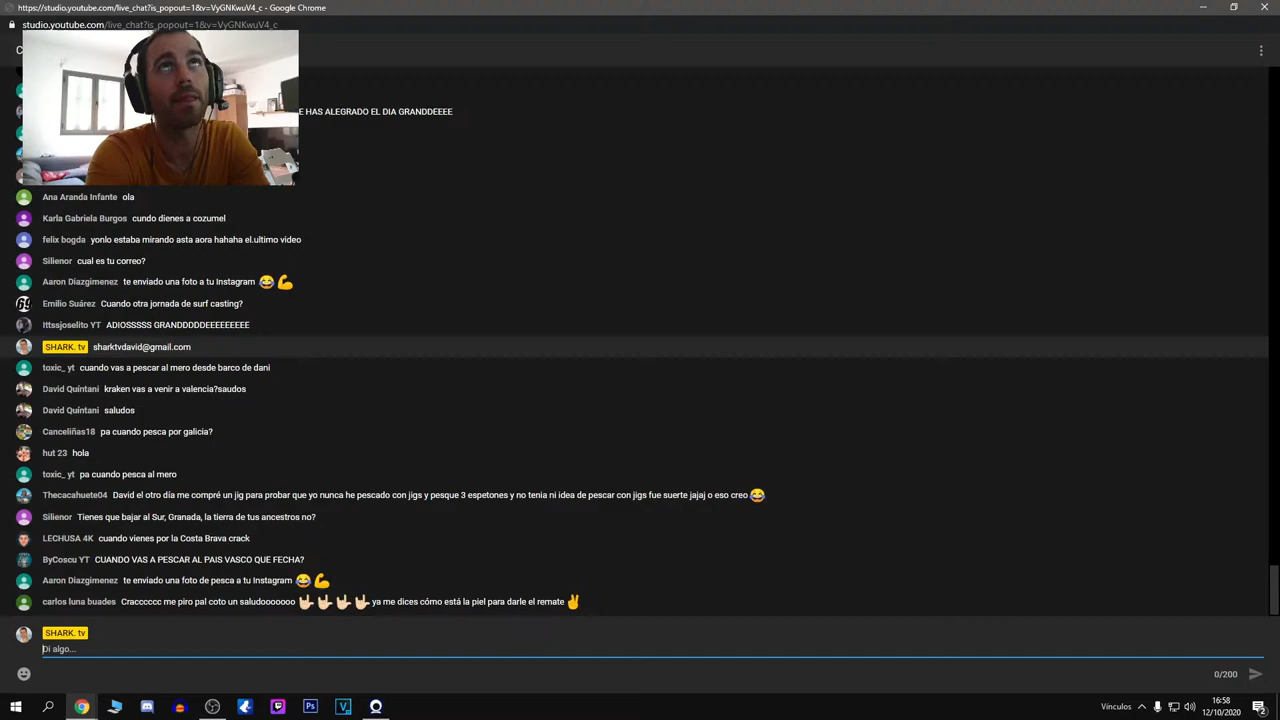 https://studio.youtube.com/live_chat?is_popout=1&v=VyGNKwuV4_c - Google Chrome
studio.youtube.com/live_chat?is_popout=1&v=VyGNKwuV4_c
E HAS ALEGRADO EL DIA GRANDDEEEE
Ana Aranda Infante ola
Karla Gabriela Burgos cundo dienes a cozumel
felix bogda yonlo estaba mirando asta aora hahaha el.ultimo video
Silienor cual es tu correo?
Aaron Diazgimenez te enviado una foto a tu Instagram 😂💪
Emilio Suárez Cuando otra jornada de surf casting?
Ittssjoselito YT ADIOSSSSS GRANDDDDDEEEEEEEEE
SHARK. tv sharktvdavid@gmail.com
toxic_ yt cuando vas a pescar al mero desde barco de dani
David Quintani kraken vas a venir a valencia?saudos
David Quintani saludos
Canceliñas18 pa cuando pesca por galicia?
hut 23 hola
toxic_ yt pa cuando pesca al mero
Thecacahuete04 David el otro día me compré un jig para probar que yo nunca he pescado con jigs y pesque 3 espetones y no tenia ni idea de pescar con jigs fue suerte jajaj o eso creo 😂
Silienor Tienes que bajar al Sur, Granada, la tierra de tus ancestros no?
LECHUSA 4K cuando vienes por la Costa Brava crack
ByCoscu YT CUANDO VAS A PESCAR AL PAIS VASCO QUE FECHA?
Aaron Diazgimenez te enviado una foto de pesca a tu Instagram 😂💪
carlos luna buades Cracccccc me piro pal coto un saludooooooo 🤟🏻🤟🏻🤟🏻🤟🏻 ya me dices cómo está la piel para darle el remate ✌
SHARK. tv
Di algo...
0/200
Vínculos
16:58
12/10/2020
2